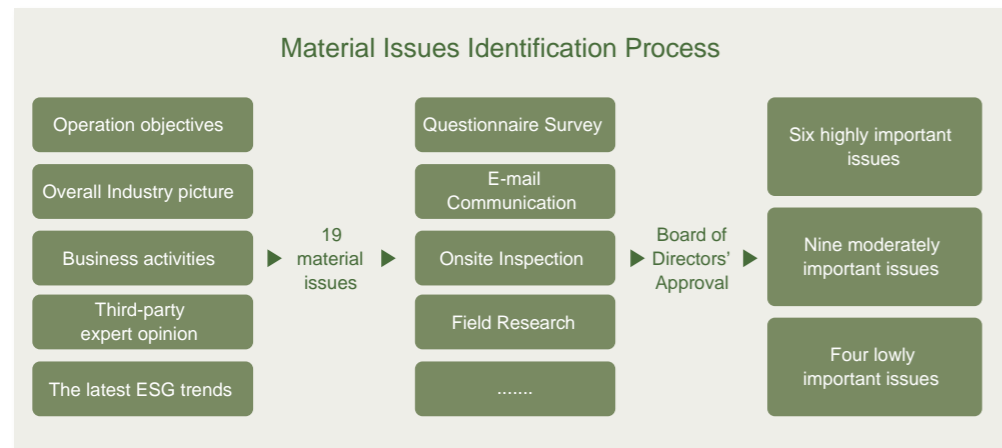 Material Issues Identification Process
Operation objectives
Overall Industry picture
Business activities
Third-party
expert opinion
The latest ESG trends
19
material
issues
Questionnaire Survey
E-mail
Communication
Onsite Inspection
Field Research
.......
Board of
Directors’
Approval
Six highly important
issues
Nine moderately
important issues
Four lowly
important issues